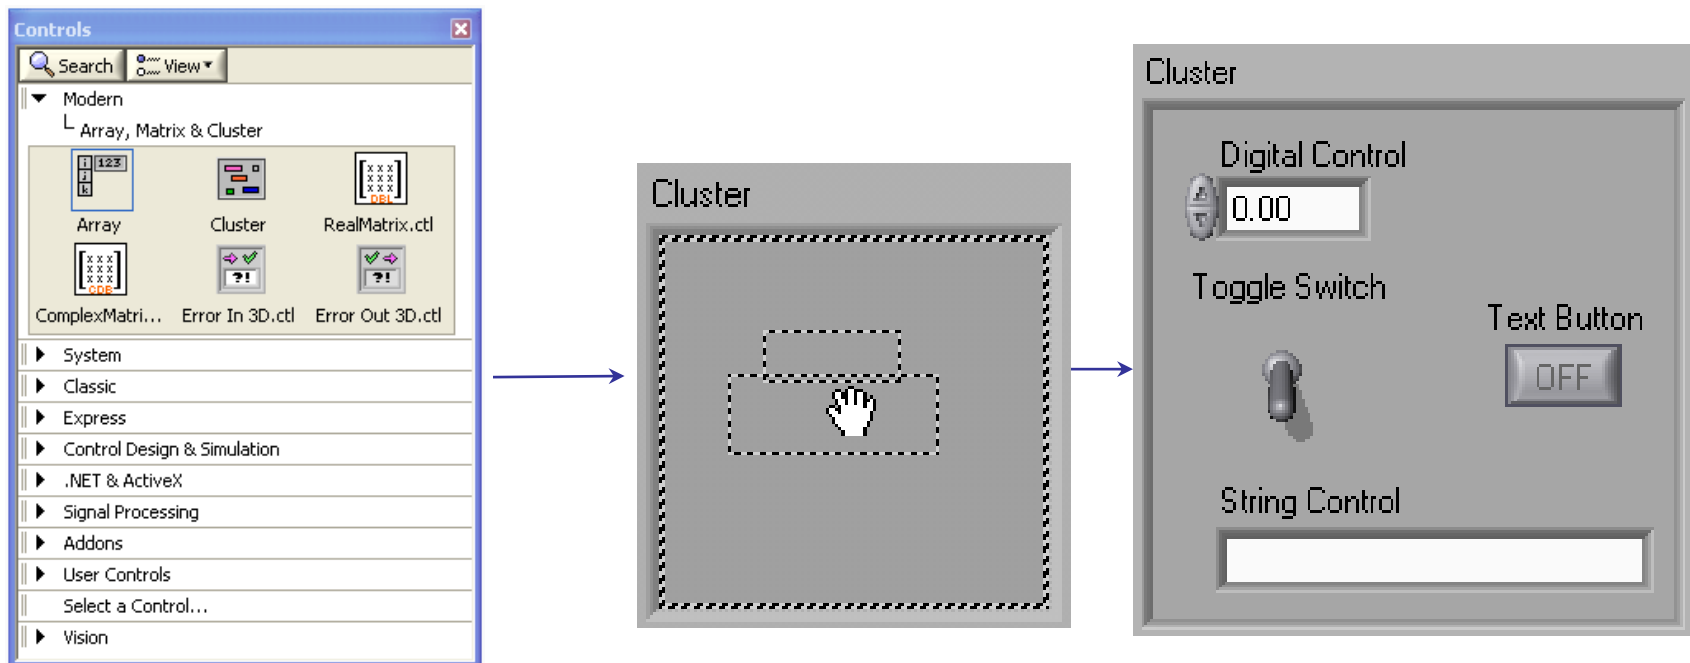 Controls
Search View
Modern
Array, Matrix & Cluster
123
i
j
k
x x x
x x x
x x x
DBL
Array Cluster RealMatrix.ctl
x x x
x x x
x x x
CDB
?! ?!
ComplexMatri... Error In 3D.ctl Error Out 3D.ctl
System
Classic
Express
Control Design & Simulation
.NET & ActiveX
Signal Processing
Addons
User Controls
Select a Control...
Vision
Cluster
Cluster
Digital Control
0.00
Toggle Switch
Text Button
OFF
String Control